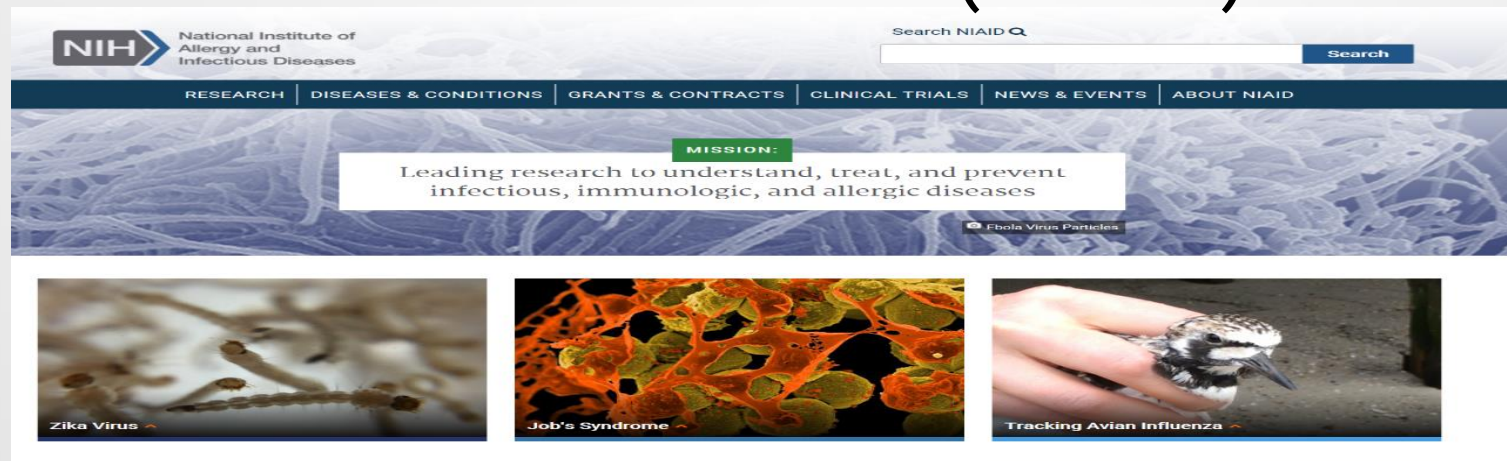 NIH
National Institute of
Allergy and
Infectious Diseases
Search NIAID
Search
RESEARCH
DISEASES & CONDITIONS
GRANTS & CONTRACTS
CLINICAL TRIALS
NEWS & EVENTS
ABOUT NIAID
MISSION:
Leading research to understand, treat, and prevent
infectious, immunologic, and allergic diseases
Ebola Virus Particles
Zika Virus
Job's Syndrome
Tracking Avian Influenza